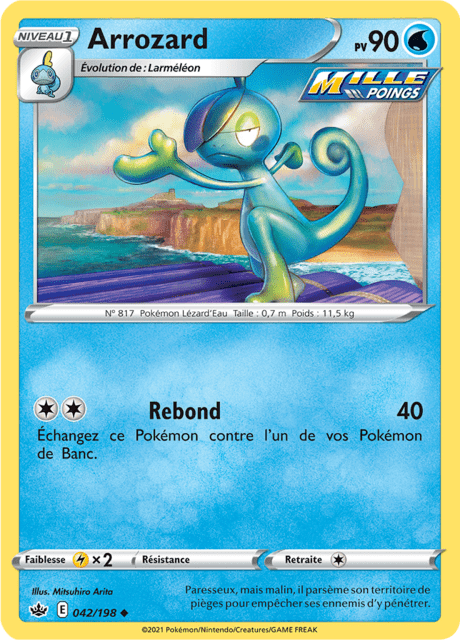 NIVEAU 1
Arrozard
PV 90
Évolution de : Larméléon
MILLE
POINGS
N° 817 Pokémon Lézard'Eau Taille : 0,7 m Poids : 11,5 kg
Rebond 40
Échangez ce Pokémon contre l'un de vos Pokémon
de Banc.
Faiblesse ×2 Résistance Retraite
Illus. Mitsuhiro Arita
Paresseux, mais malin, il parsème son territoire de
pièges pour empêcher ses ennemis d'y pénétrer.
E 042/198
©2021 Pokémon/Nintendo/Creatures/GAME FREAK